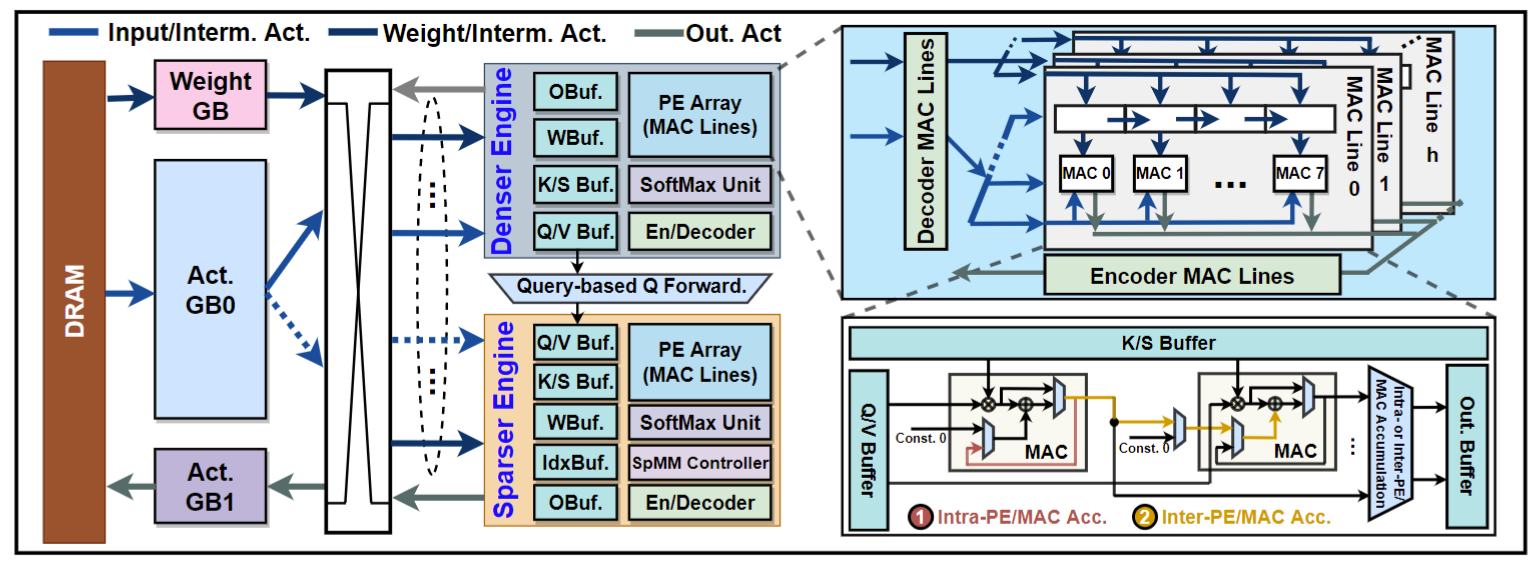 Input/Interm. Act.
Weight/Interm. Act.
Out. Act
DRAM
Weight
GB
Act.
GB0
Act.
GB1
Denser Engine
OBuf.
WBuf.
K/S Buf.
Q/V Buf.
PE Array
(MAC Lines)
SoftMax Unit
En/Decoder
Query-based Q Forward.
Sparser Engine
Q/V Buf.
K/S Buf.
WBuf.
IdxBuf.
OBuf.
PE Array
(MAC Lines)
SoftMax Unit
SpMM Controller
En/Decoder
Decoder MAC Lines
MAC 0
MAC 1
...
MAC 7
MAC Line 0
MAC Line 1
MAC Line h
Encoder MAC Lines
K/S Buffer
Q/V Buffer
Const. 0
MAC
Const. 0
MAC
...
Intra- or Inter-PE/
MAC Accumulation
Out. Buffer
1 Intra-PE/MAC Acc.
2 Inter-PE/MAC Acc.